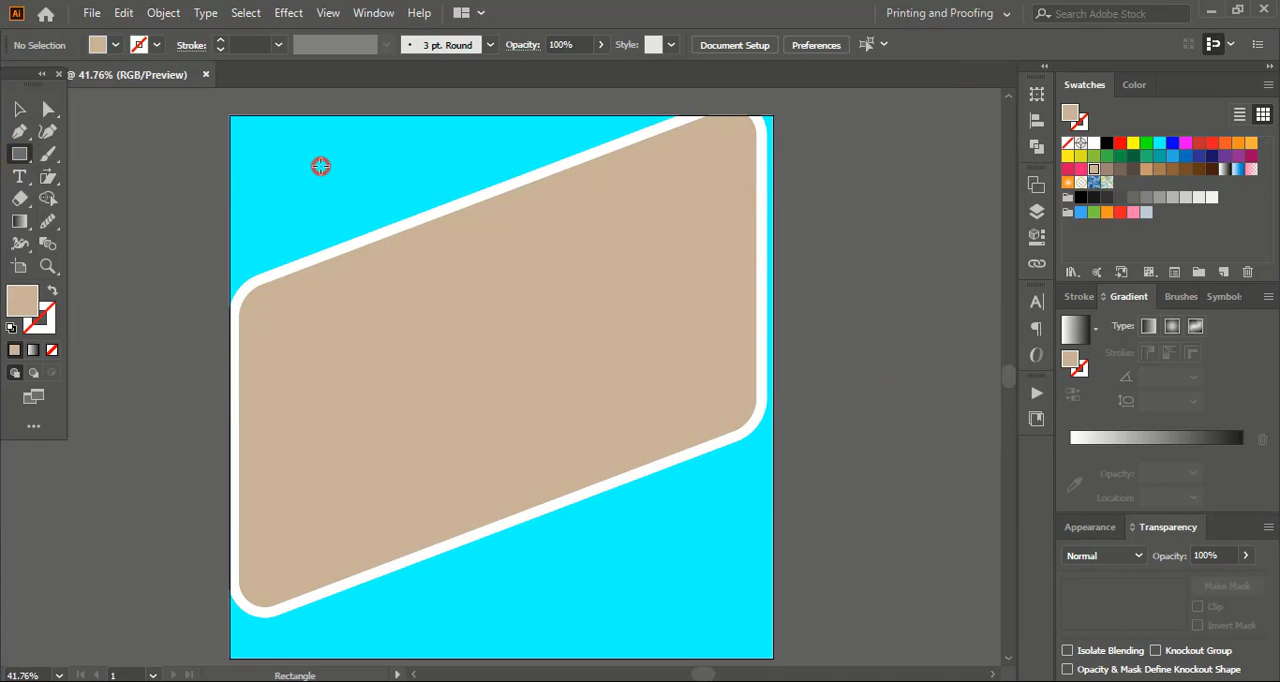 Ai File Edit Object Type Select Effect View Window Help Printing and Proofing Search Adobe Stock
No Selection Stroke: 3 pt. Round Opacity: 100% Style: Document Setup Preferences
@ 41.76% (RGB/Preview)
Swatches Color
Stroke Gradient Brushes Symbols
Type:
Stroke:
Opacity:
Location:
Appearance Transparency
Normal Opacity: 100%
Make Mask
Clip
Invert Mask
Isolate Blending Knockout Group
Opacity & Mask Define Knockout Shape
41.76% 1 Rectangle